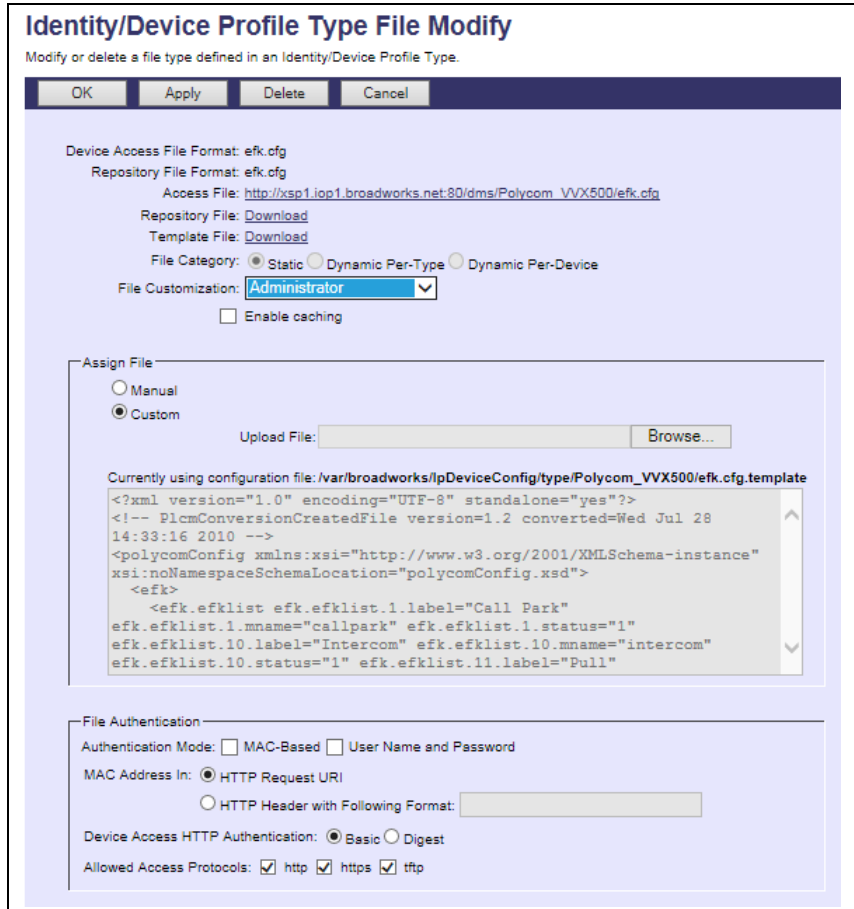 Identity/Device Profile Type File Modify
Modify or delete a file type defined in an Identity/Device Profile Type.
OK Apply Delete Cancel
Device Access File Format: efk.cfg
Repository File Format: efk.cfg
Access File: http://xsp1.iop1.broadworks.net:80/dms/Polycom_VVX500/efk.cfg
Repository File: Download
Template File: Download
File Category: Static Dynamic Per-Type Dynamic Per-Device
File Customization: Administrator
Enable caching
Assign File
Manual
Custom
Upload File: Browse...
Currently using configuration file: /var/broadworks/IpDeviceConfig/type/Polycom_VVX500/efk.cfg.template
<?xml version="1.0" encoding="UTF-8" standalone="yes"?>
<!-- PlcmConversionCreatedFile version=1.2 converted=Wed Jul 28
14:33:16 2010 -->
<polycomConfig xmlns:xsi="http://www.w3.org/2001/XMLSchema-instance"
xsi:noNamespaceSchemaLocation="polycomConfig.xsd">
<efk>
<efk.efklist efk.efklist.1.label="Call Park"
efk.efklist.1.mname="callpark" efk.efklist.1.status="1"
efk.efklist.10.label="Intercom" efk.efklist.10.mname="intercom"
efk.efklist.10.status="1" efk.efklist.11.label="Pull"
File Authentication
Authentication Mode: MAC-Based User Name and Password
MAC Address In: HTTP Request URI
HTTP Header with Following Format:
Device Access HTTP Authentication: Basic Digest
Allowed Access Protocols: http https tftp